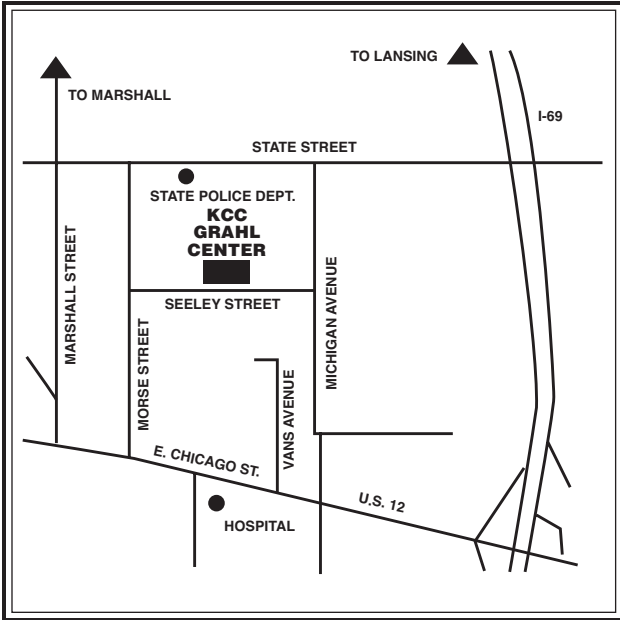 TO LANSING
TO MARSHALL
I-69
STATE STREET
STATE POLICE DEPT.
KCC
GRAHL
CENTER
MARSHALL STREET
SEELEY STREET
MICHIGAN AVENUE
MORSE STREET
VANS AVENUE
E. CHICAGO ST.
U.S. 12
HOSPITAL